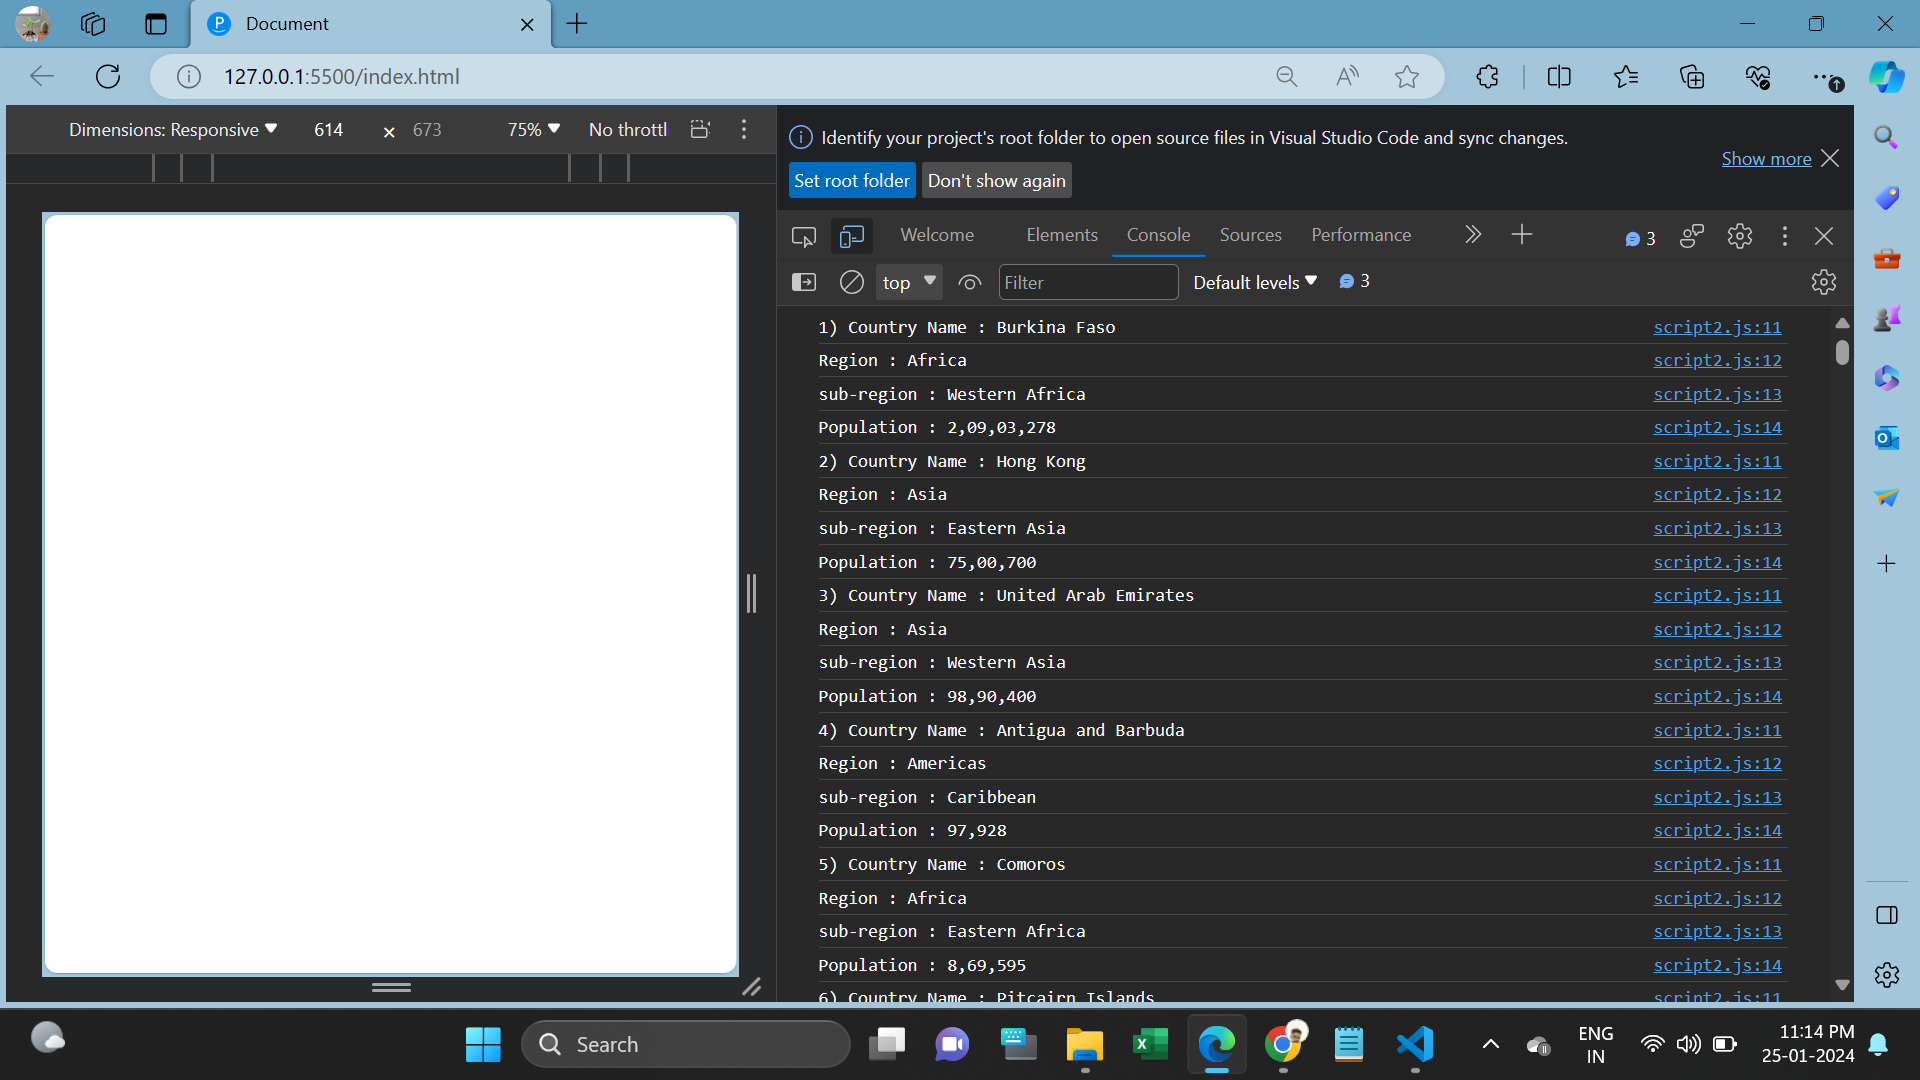 Document
127.0.0.1:5500/index.html
Dimensions: Responsive 614 × 673 75% No throttl
Identify your project's root folder to open source files in Visual Studio Code and sync changes.
Show more
Set root folder Don't show again
Welcome Elements Console Sources Performance 3
top Filter Default levels 3
1) Country Name : Burkina Faso script2.js:11
Region : Africa script2.js:12
sub-region : Western Africa script2.js:13
Population : 2,09,03,278 script2.js:14
2) Country Name : Hong Kong script2.js:11
Region : Asia script2.js:12
sub-region : Eastern Asia script2.js:13
Population : 75,00,700 script2.js:14
3) Country Name : United Arab Emirates script2.js:11
Region : Asia script2.js:12
sub-region : Western Asia script2.js:13
Population : 98,90,400 script2.js:14
4) Country Name : Antigua and Barbuda script2.js:11
Region : Americas script2.js:12
sub-region : Caribbean script2.js:13
Population : 97,928 script2.js:14
5) Country Name : Comoros script2.js:11
Region : Africa script2.js:12
sub-region : Eastern Africa script2.js:13
Population : 8,69,595 script2.js:14
6) Country Name : Pitcairn Islands script2.js:11
Search
ENG
IN
11:14 PM
25-01-2024